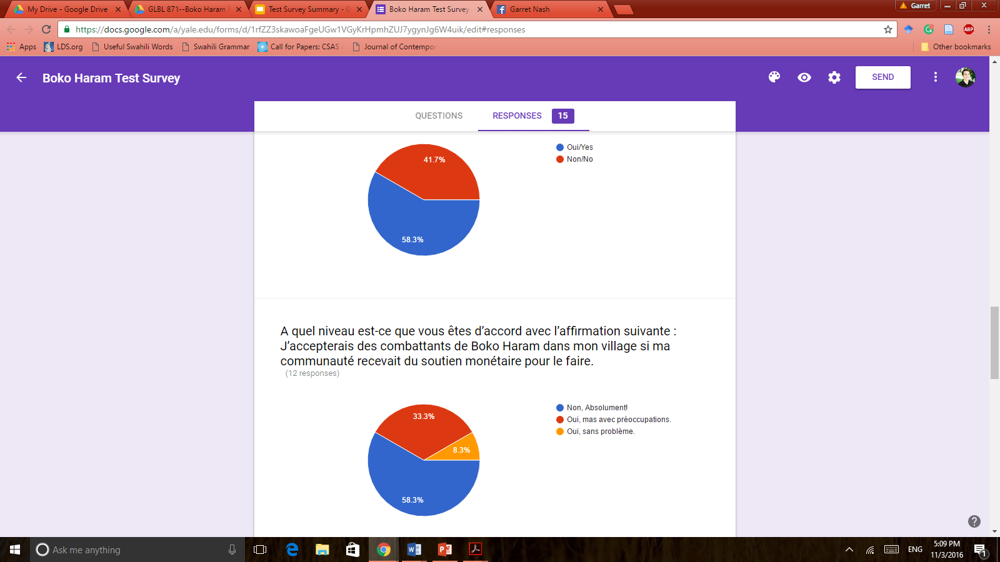 My Drive - Google Drive
GLBL 871--Boko Haram
Test Survey Summary - G
Boko Haram Test Survey
Garret Nash
Garret
https://docs.google.com/a/yale.edu/forms/d/1rfZZ3skawoaFgeUGw1VGyKrHpmhZUJ7ygynJg6W4uik/edit#responses
ABP
Apps
LDS.org
Useful Swahili Words
Swahili Grammar
Call for Papers: CSAS
Journal of Contempor
Other bookmarks
Boko Haram Test Survey
SEND
QUESTIONS
RESPONSES 15
41.7%
58.3%
Oui/Yes
Non/No
A quel niveau est-ce que vous êtes d’accord avec l’affirmation suivante :
J’accepterais des combattants de Boko Haram dans mon village si ma
communauté recevait du soutien monétaire pour le faire.
(12 responses)
33.3%
8.3%
58.3%
Non, Absolument!
Oui, mas avec préoccupations.
Oui, sans problème.
Ask me anything
ENG
5:09 PM
11/3/2016
1